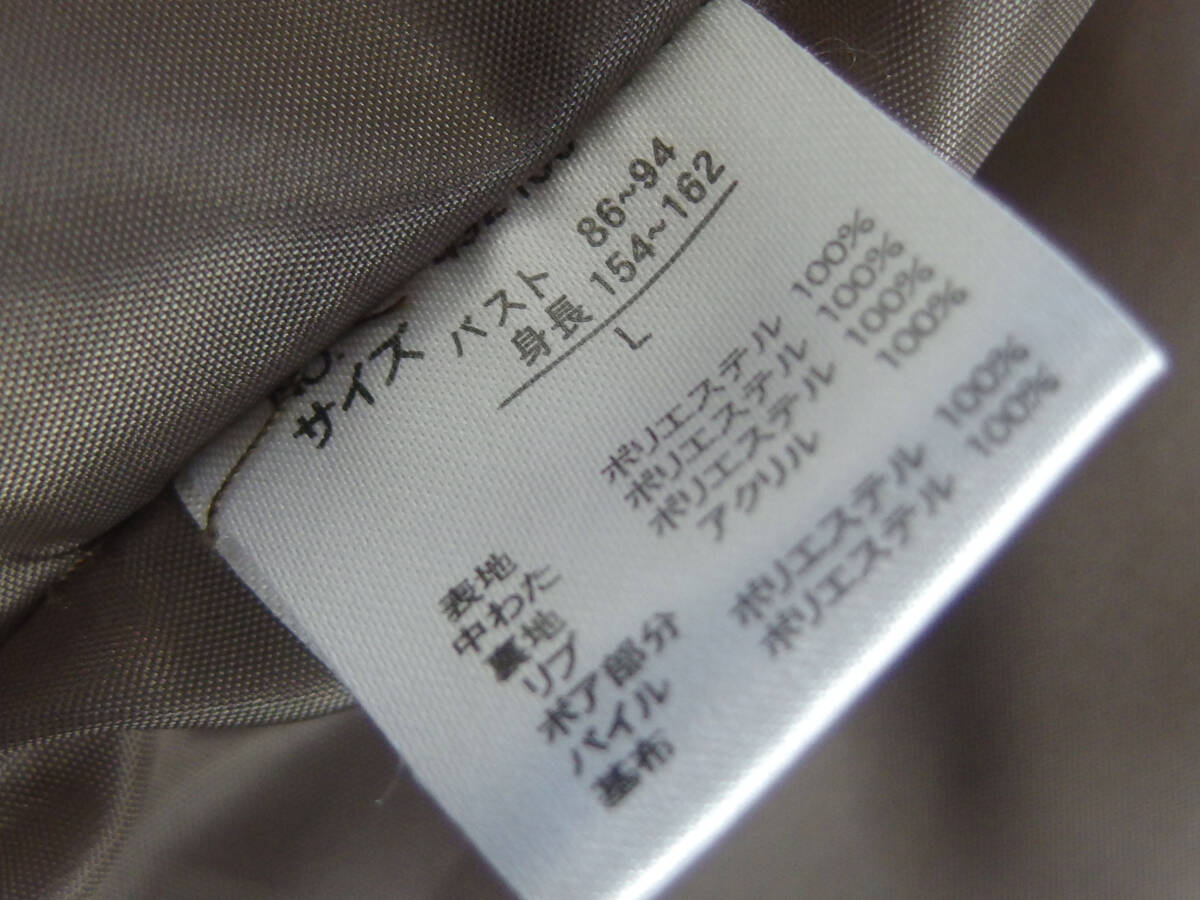 サイズ
バスト 86~94
身長 154~162
L
表地 ポリエステル 100%
中わた ポリエステル 100%
裏地 ポリエステル 100%
リブ アクリル 100%
ボア部分
パイル ポリエステル 100%
基布 ポリエステル 100%